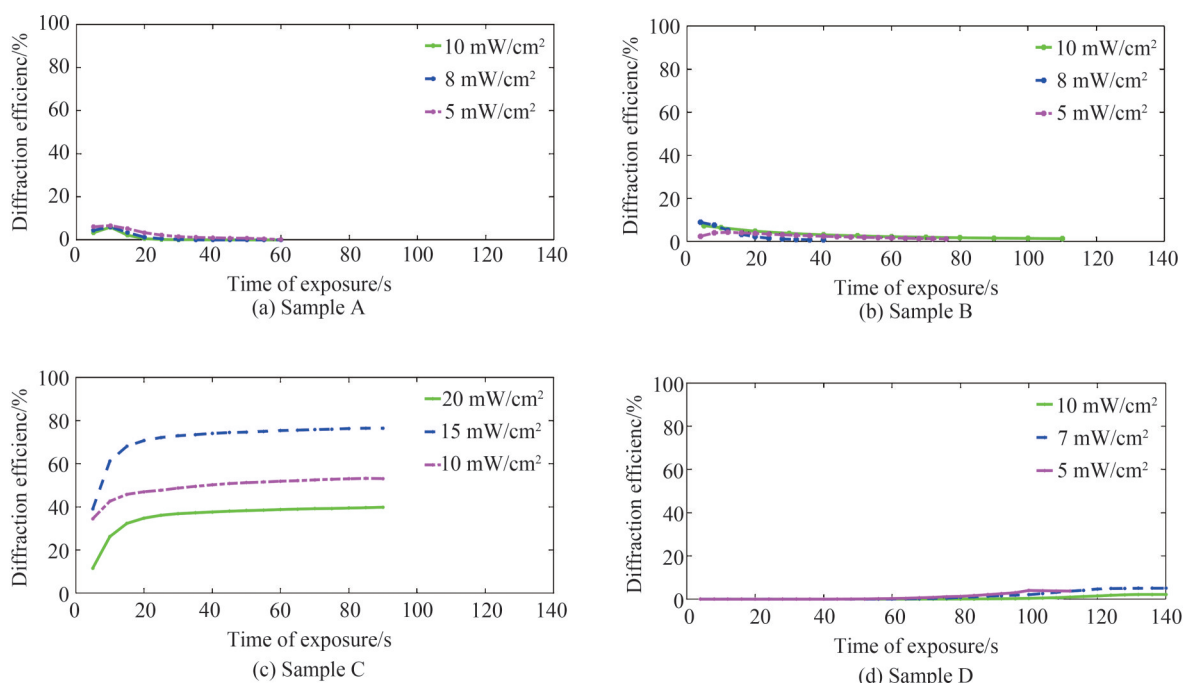 100
80
60
40
20
0
Diffraction efficienc/%
10 mW/cm²
8 mW/cm²
5 mW/cm²
0 20 40 60 80 100 120 140
Time of exposure/s
(a) Sample A
100
80
60
40
20
0
Diffraction efficienc/%
10 mW/cm²
8 mW/cm²
5 mW/cm²
0 20 40 60 80 100 120 140
Time of exposure/s
(b) Sample B
100
80
60
40
20
0
Diffraction efficienc/%
20 mW/cm²
15 mW/cm²
10 mW/cm²
0 20 40 60 80 100 120 140
Time of exposure/s
(c) Sample C
100
80
60
40
20
0
Diffraction efficienc/%
10 mW/cm²
7 mW/cm²
5 mW/cm²
0 20 40 60 80 100 120 140
Time of exposure/s
(d) Sample D